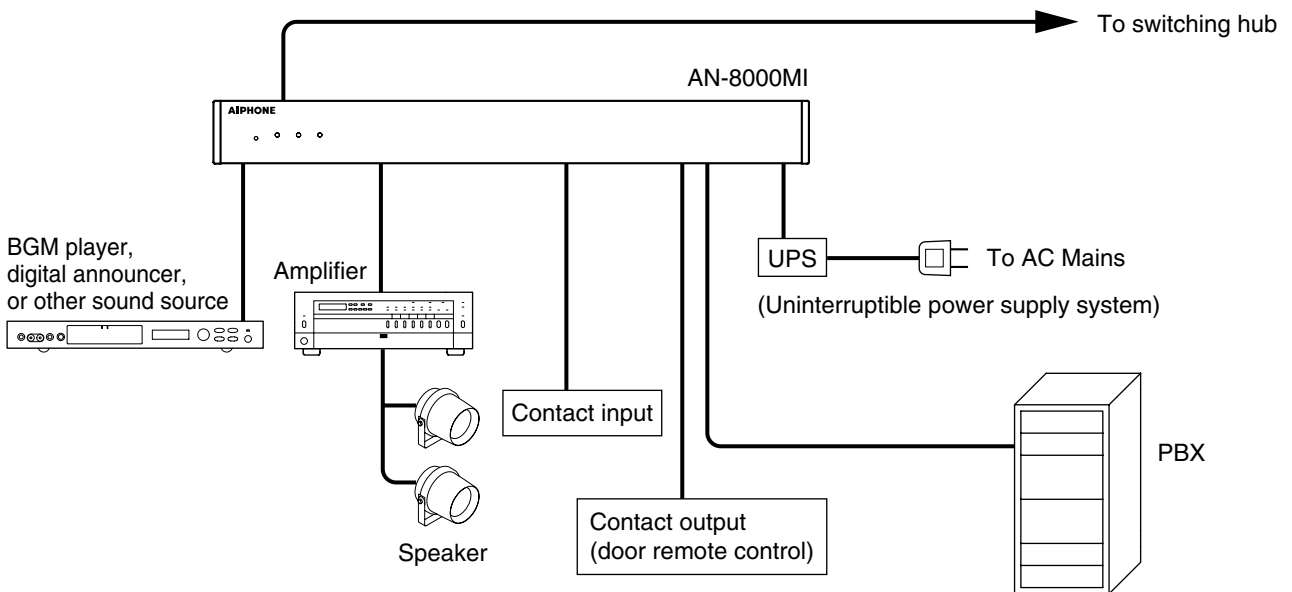 To switching hub
AN-8000MI
AIPHONE
BGM player,
digital announcer,
or other sound source
Amplifier
UPS
To AC Mains
(Uninterruptible power supply system)
Contact input
PBX
Contact output
(door remote control)
Speaker